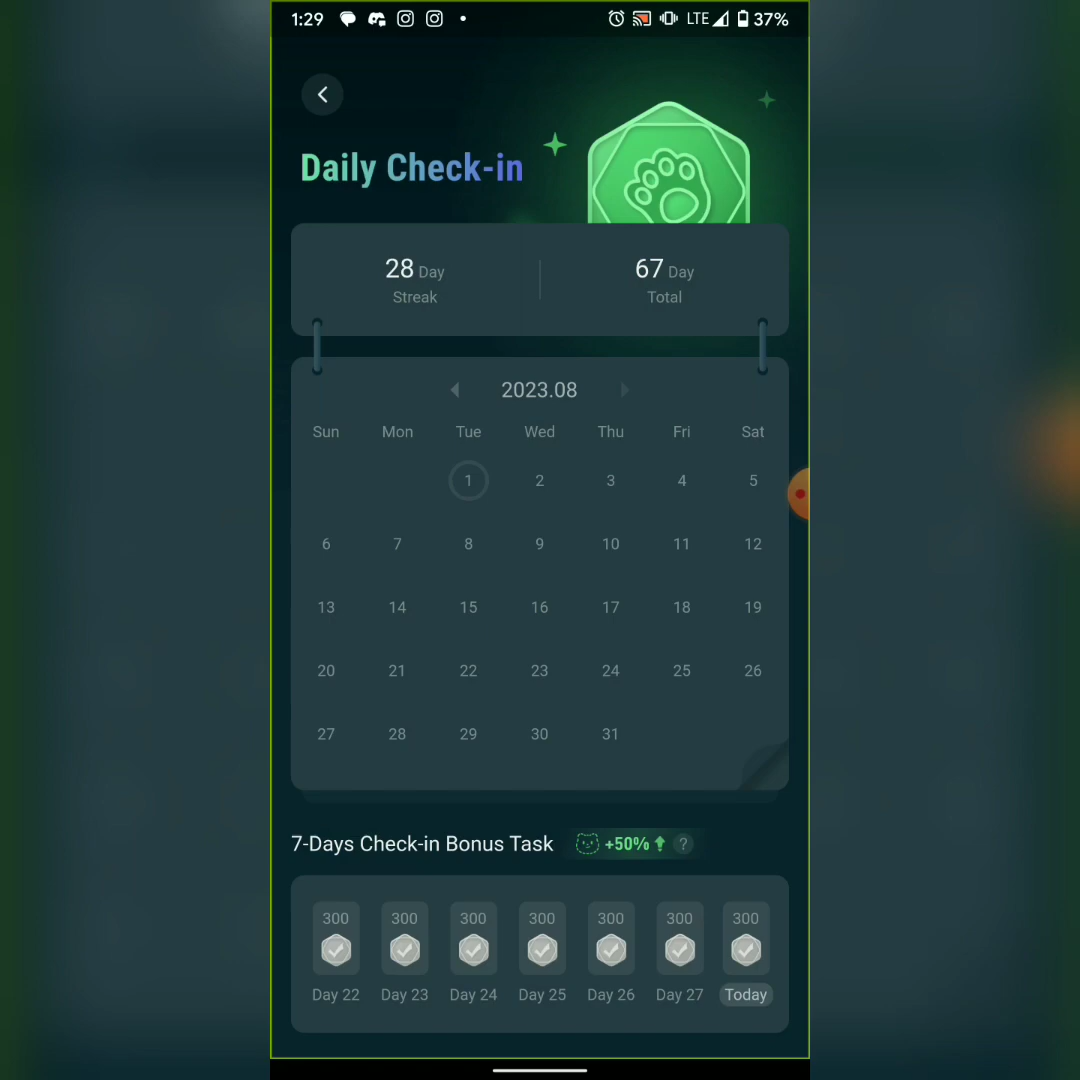 1:29 LTE 37%
Daily Check-in
28 Day 67 Day
Streak Total
2023.08
Sun Mon Tue Wed Thu Fri Sat
1 2 3 4 5
6 7 8 9 10 11 12
13 14 15 16 17 18 19
20 21 22 23 24 25 26
27 28 29 30 31
7-Days Check-in Bonus Task +50% ?
300 300 300 300 300 300 300
Day 22 Day 23 Day 24 Day 25 Day 26 Day 27 Today